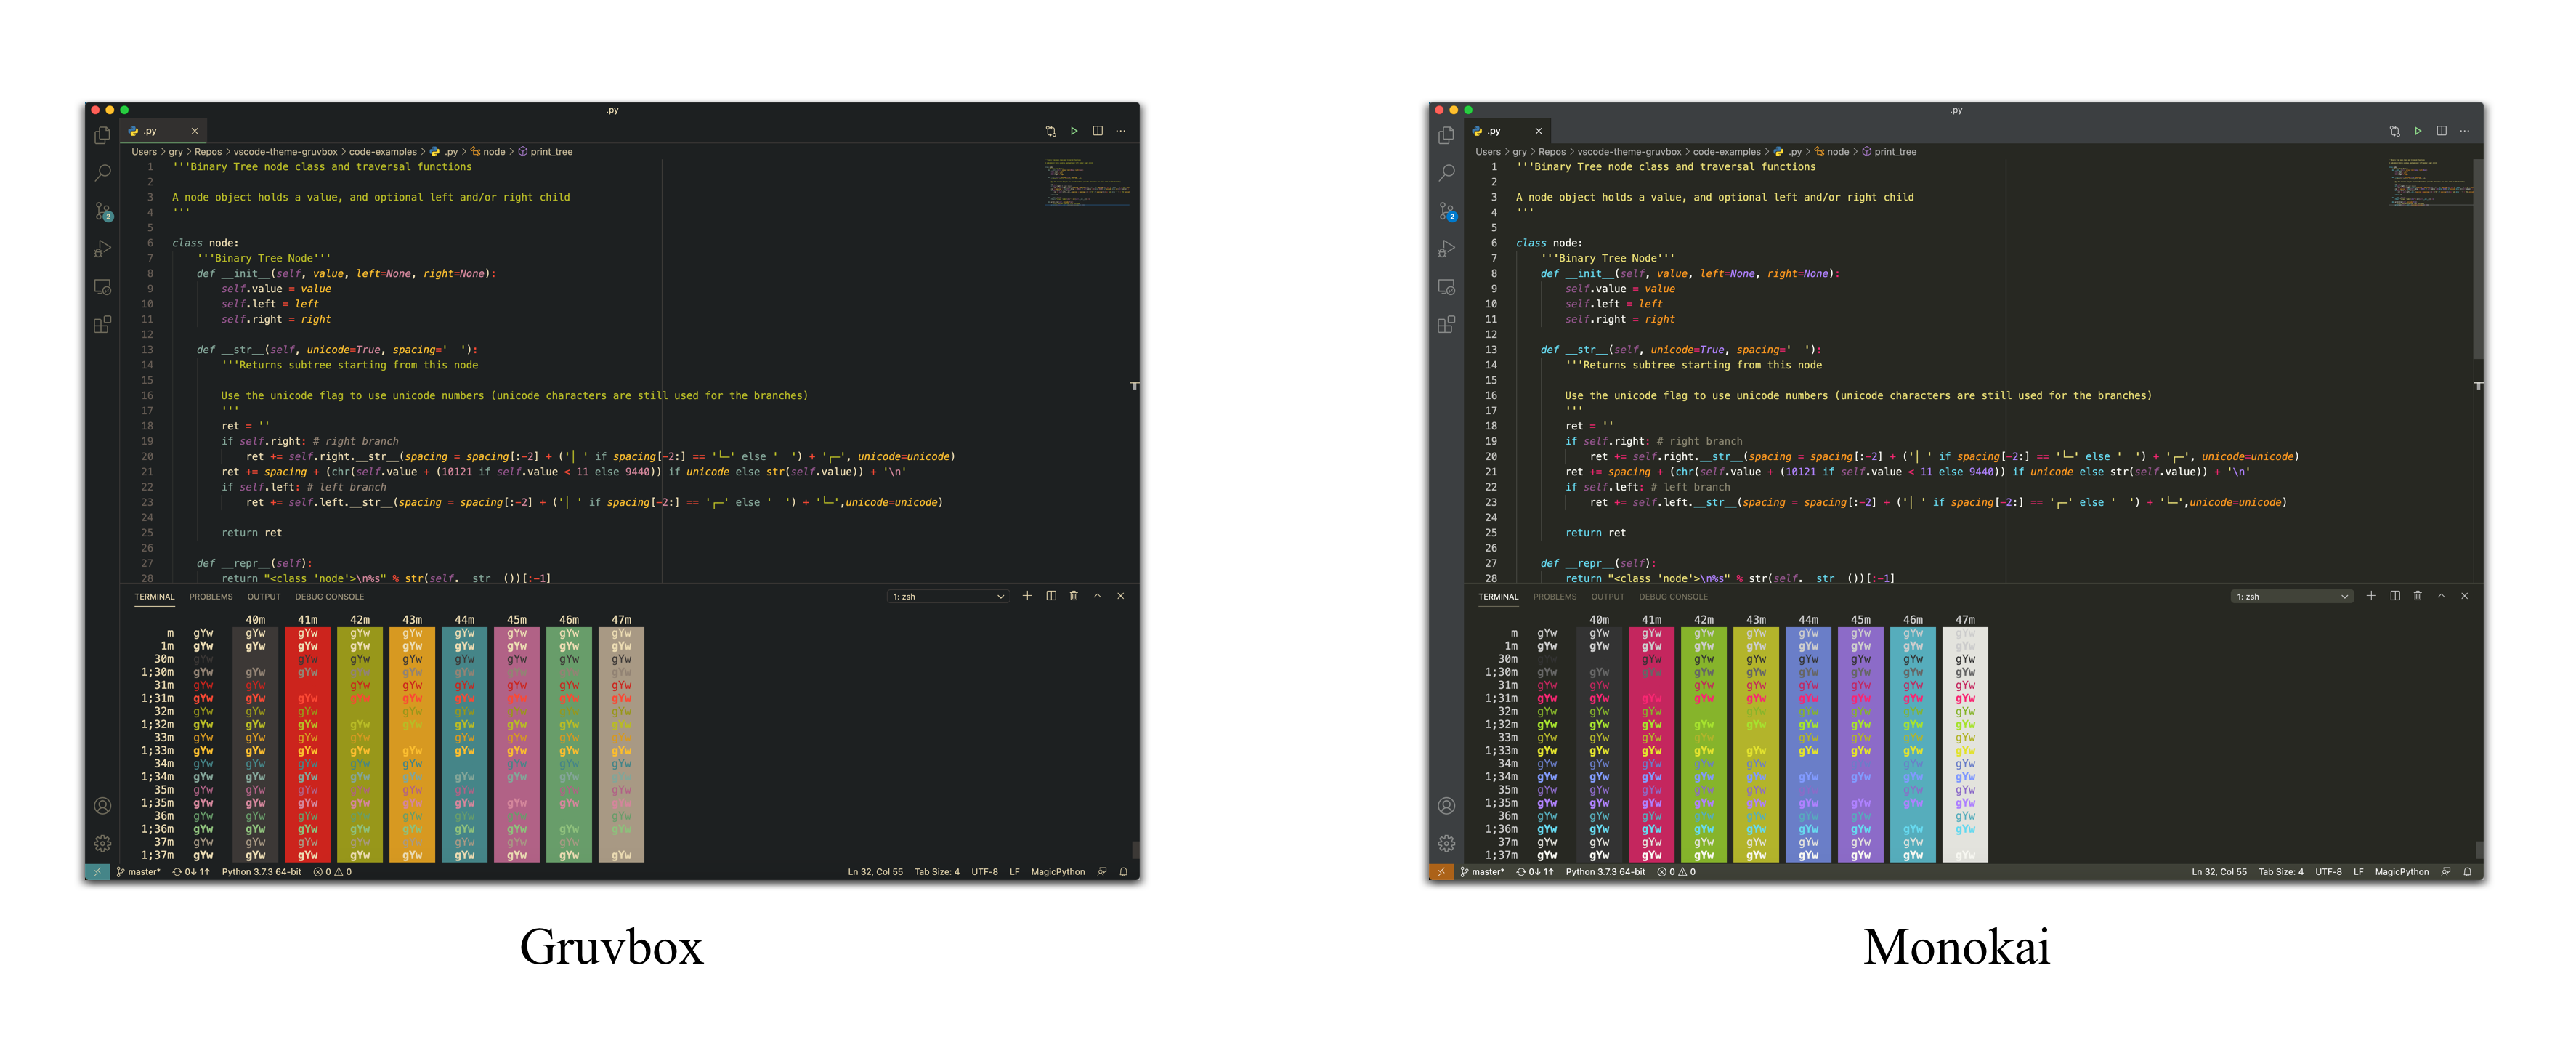 .py
.py
Users > gry > Repos > vscode-theme-gruvbox > code-examples > .py > node > print_tree
1 '''Binary Tree node class and traversal functions
2
3 A node object holds a value, and optional left and/or right child
4 '''
5
6 class node:
7 '''Binary Tree Node'''
8 def __init__(self, value, left=None, right=None):
9 self.value = value
10 self.left = left
11 self.right = right
12
13 def __str__(self, unicode=True, spacing='  '):
14 '''Returns subtree starting from this node
15
16 Use the unicode flag to use unicode numbers (unicode characters are still used for the branches)
17 '''
18 ret = ''
19 if self.right: # right branch
20 ret += self.right.__str__(spacing = spacing[:-2] + ('│ ' if spacing[-2:] == '└─' else '  ') + '┌─', unicode=unicode)
21 ret += spacing + (chr(self.value + (10121 if self.value < 11 else 9440)) if unicode else str(self.value)) + '\n'
22 if self.left: # left branch
23 ret += self.left.__str__(spacing = spacing[:-2] + ('│ ' if spacing[-2:] == '┌─' else '  ') + '└─',unicode=unicode)
24
25 return ret
26
27 def __repr__(self):
28 return "<class 'node'>\n%s" % str(self.__str__())[:-1]
2
TERMINAL PROBLEMS OUTPUT DEBUG CONSOLE 1: zsh
40m 41m 42m 43m 44m 45m 46m 47m
m gYw gYw gYw gYw gYw gYw gYw gYw gYw
1m gYw gYw gYw gYw gYw gYw gYw gYw gYw
30m gYw gYw gYw gYw gYw gYw gYw gYw
1;30m gYw gYw gYw gYw gYw gYw gYw gYw gYw
31m gYw gYw gYw gYw gYw gYw gYw gYw
1;31m gYw gYw gYw gYw gYw gYw gYw gYw gYw
32m gYw gYw gYw gYw gYw gYw gYw gYw
1;32m gYw gYw gYw gYw gYw gYw gYw gYw gYw
33m gYw gYw gYw gYw gYw gYw gYw gYw
1;33m gYw gYw gYw gYw gYw gYw gYw gYw gYw
34m gYw gYw gYw gYw gYw gYw gYw gYw
1;34m gYw gYw gYw gYw gYw gYw gYw gYw gYw
35m gYw gYw gYw gYw gYw gYw gYw gYw
1;35m gYw gYw gYw gYw gYw gYw gYw gYw gYw
36m gYw gYw gYw gYw gYw gYw gYw gYw
1;36m gYw gYw gYw gYw gYw gYw gYw gYw gYw
37m gYw gYw gYw gYw gYw gYw gYw gYw
1;37m gYw gYw gYw gYw gYw gYw gYw gYw gYw
master* 0↓ 1↑ Python 3.7.3 64-bit 0 0 Ln 32, Col 55 Tab Size: 4 UTF-8 LF MagicPython
Gruvbox
.py
.py
Users > gry > Repos > vscode-theme-gruvbox > code-examples > .py > node > print_tree
1 '''Binary Tree node class and traversal functions
2
3 A node object holds a value, and optional left and/or right child
4 '''
5
6 class node:
7 '''Binary Tree Node'''
8 def __init__(self, value, left=None, right=None):
9 self.value = value
10 self.left = left
11 self.right = right
12
13 def __str__(self, unicode=True, spacing='  '):
14 '''Returns subtree starting from this node
15
16 Use the unicode flag to use unicode numbers (unicode characters are still used for the branches)
17 '''
18 ret = ''
19 if self.right: # right branch
20 ret += self.right.__str__(spacing = spacing[:-2] + ('│ ' if spacing[-2:] == '└─' else '  ') + '┌─', unicode=unicode)
21 ret += spacing + (chr(self.value + (10121 if self.value < 11 else 9440)) if unicode else str(self.value)) + '\n'
22 if self.left: # left branch
23 ret += self.left.__str__(spacing = spacing[:-2] + ('│ ' if spacing[-2:] == '┌─' else '  ') + '└─',unicode=unicode)
24
25 return ret
26
27 def __repr__(self):
28 return "<class 'node'>\n%s" % str(self.__str__())[:-1]
2
TERMINAL PROBLEMS OUTPUT DEBUG CONSOLE 1: zsh
40m 41m 42m 43m 44m 45m 46m 47m
m gYw gYw gYw gYw gYw gYw gYw gYw gYw
1m gYw gYw gYw gYw gYw gYw gYw gYw gYw
30m gYw gYw gYw gYw gYw gYw gYw gYw
1;30m gYw gYw gYw gYw gYw gYw gYw gYw gYw
31m gYw gYw gYw gYw gYw gYw gYw gYw
1;31m gYw gYw gYw gYw gYw gYw gYw gYw gYw
32m gYw gYw gYw gYw gYw gYw gYw gYw
1;32m gYw gYw gYw gYw gYw gYw gYw gYw gYw
33m gYw gYw gYw gYw gYw gYw gYw gYw
1;33m gYw gYw gYw gYw gYw gYw gYw gYw gYw
34m gYw gYw gYw gYw gYw gYw gYw gYw
1;34m gYw gYw gYw gYw gYw gYw gYw gYw gYw
35m gYw gYw gYw gYw gYw gYw gYw gYw
1;35m gYw gYw gYw gYw gYw gYw gYw gYw gYw
36m gYw gYw gYw gYw gYw gYw gYw gYw
1;36m gYw gYw gYw gYw gYw gYw gYw gYw gYw
37m gYw gYw gYw gYw gYw gYw gYw gYw
1;37m gYw gYw gYw gYw gYw gYw gYw gYw gYw
master* 0↓ 1↑ Python 3.7.3 64-bit 0 0 Ln 32, Col 55 Tab Size: 4 UTF-8 LF MagicPython
Monokai